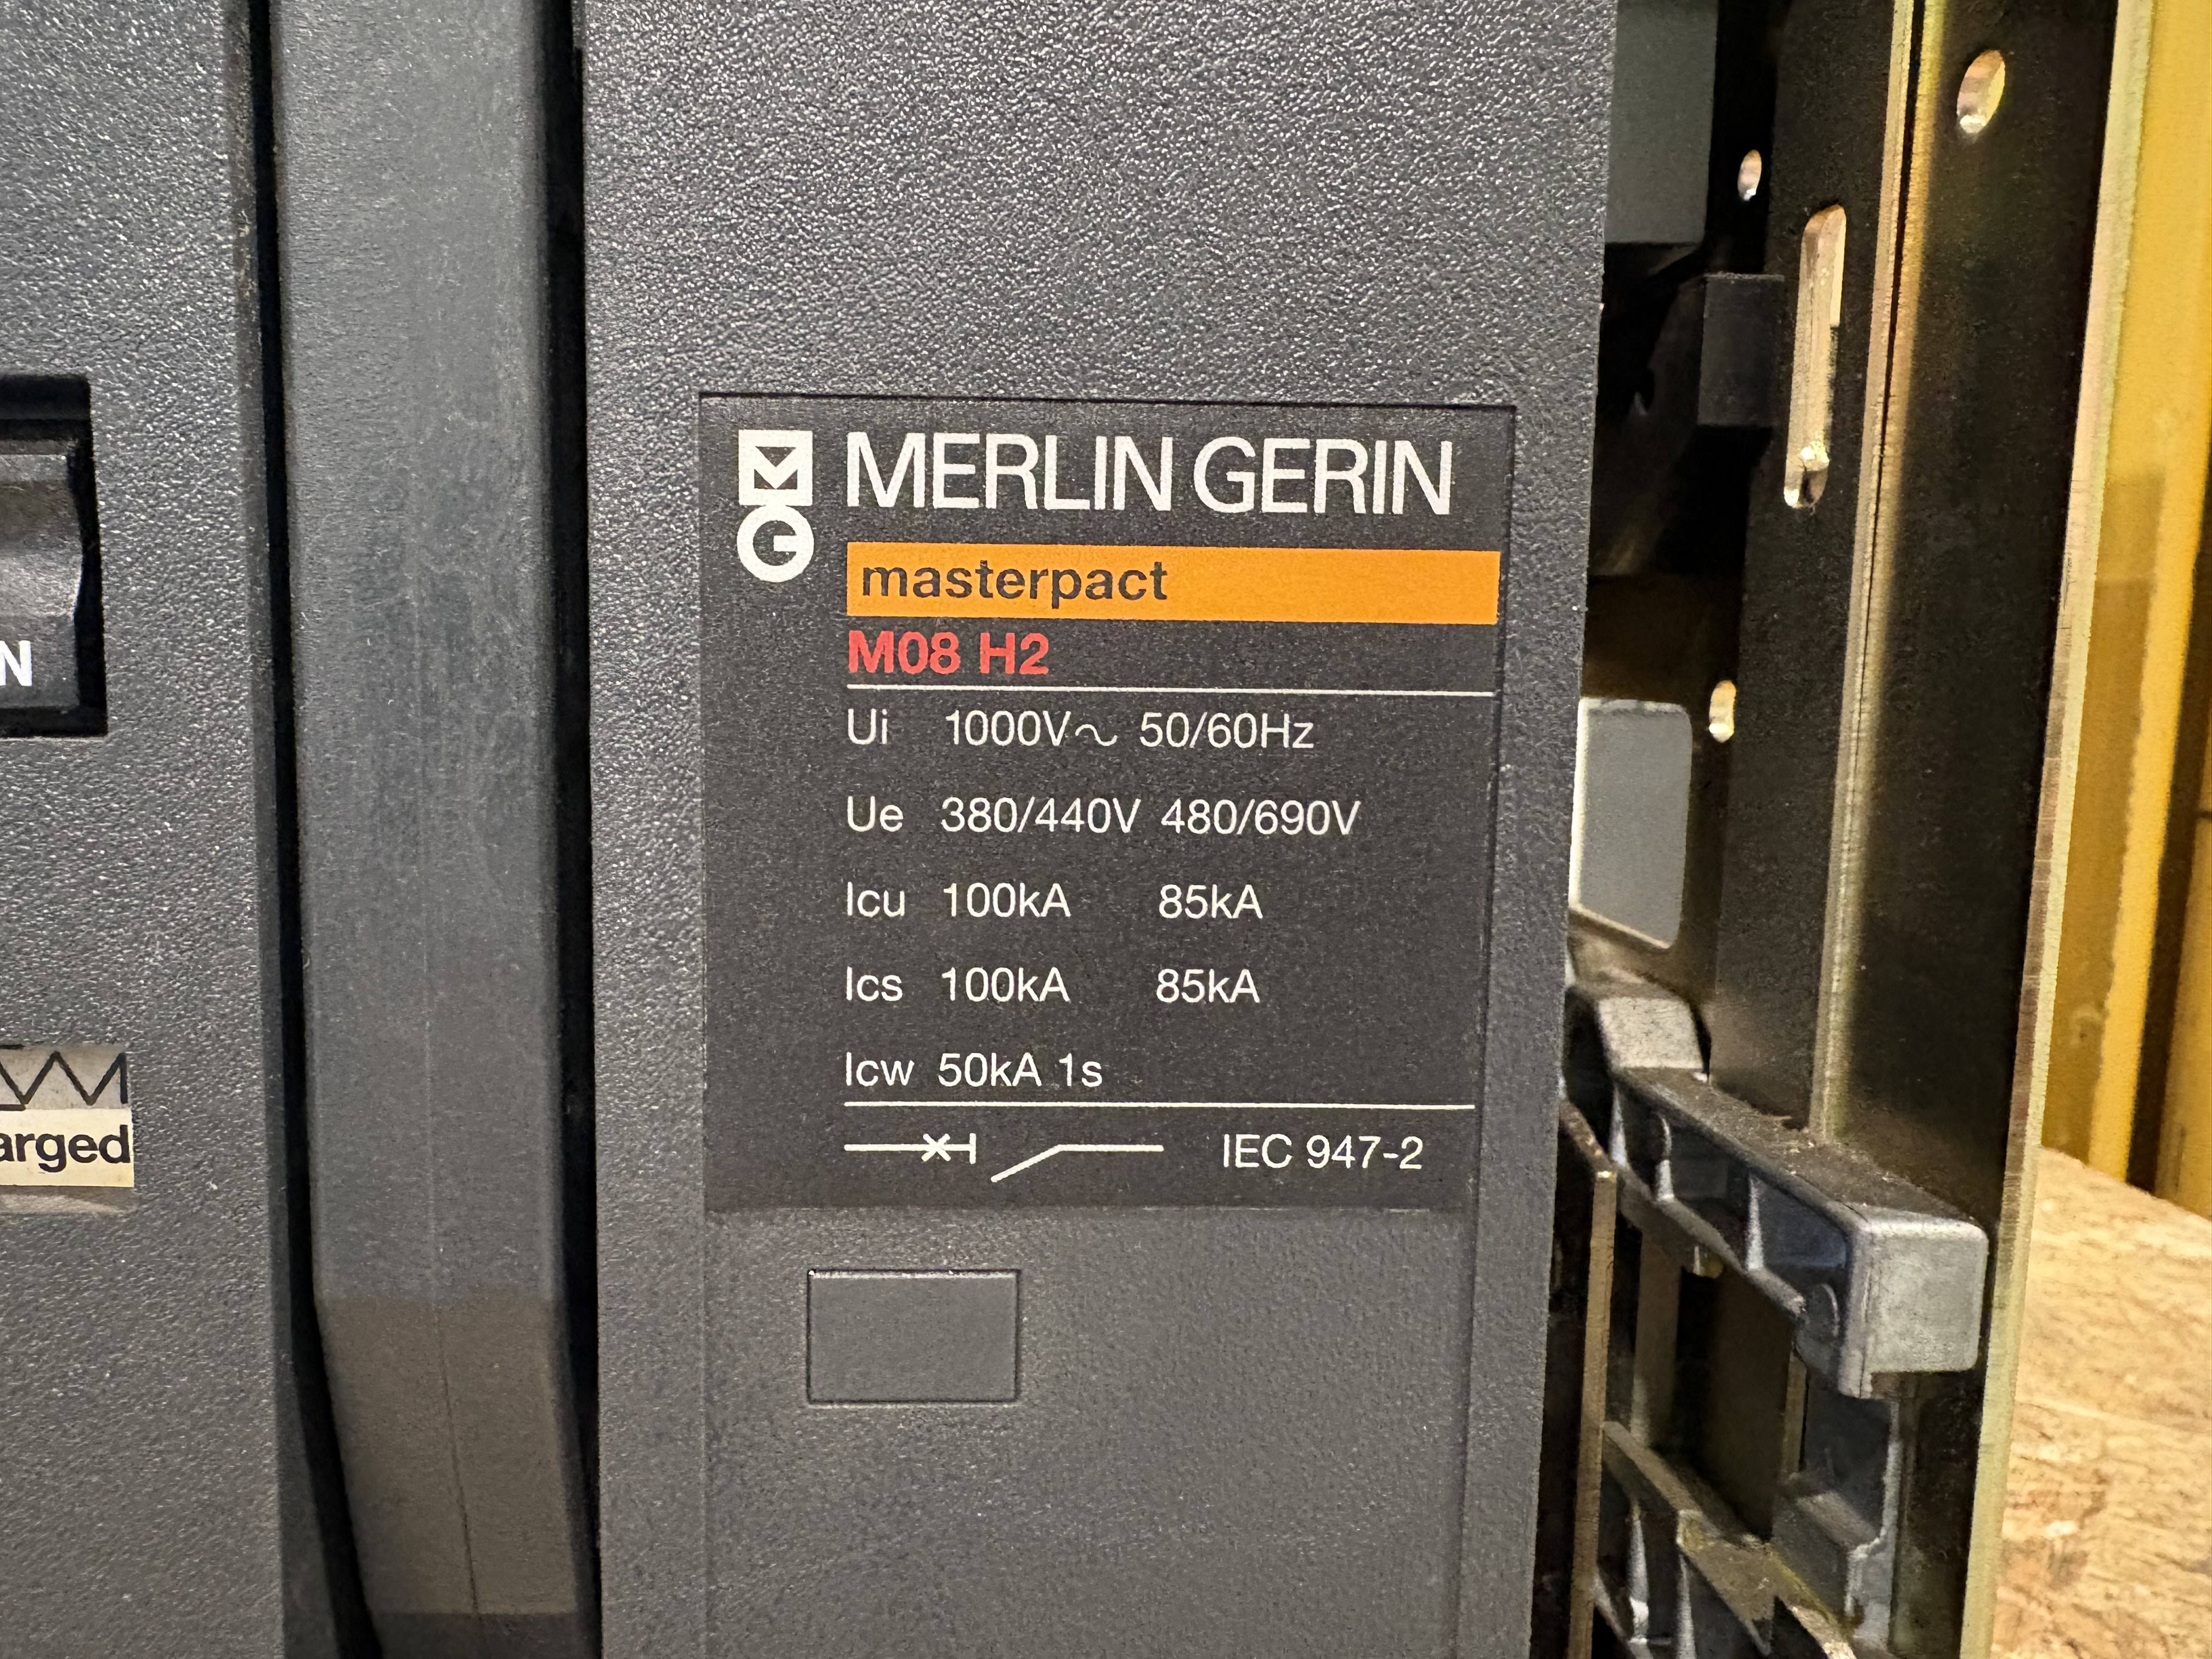 MERLIN GERIN
masterpact
M08 H2
Ui 1000V~ 50/60Hz
Ue 380/440V 480/690V
Icu 100kA 85kA
Ics 100kA 85kA
Icw 50kA 1s
IEC 947-2
N
arged